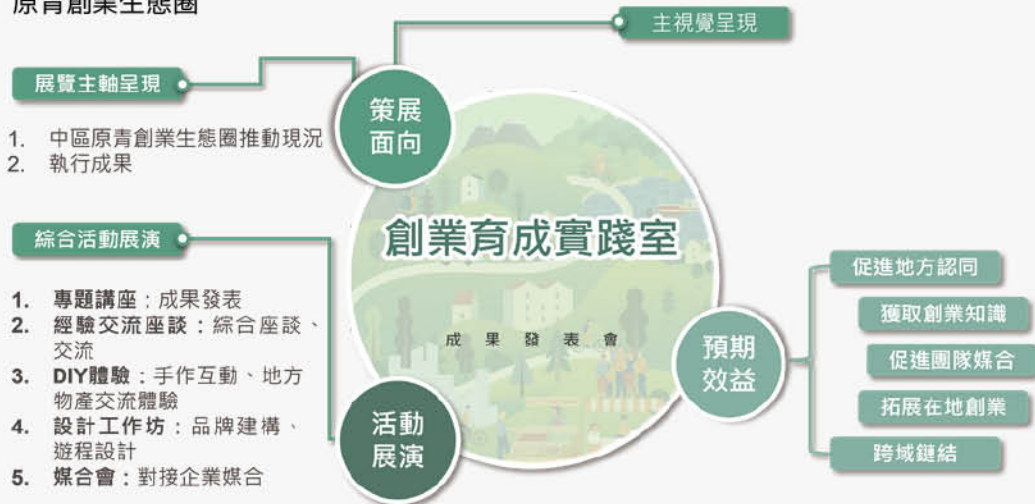 原青創業生態圈
主視覺呈現
展覽主軸呈現
策展
面向
1. 中區原青創業生態圈推動現況
2. 執行成果
創業育成實踐室
成果發表會
綜合活動展演
1. 專題講座：成果發表
2. 經驗交流座談：綜合座談、
交流
3. DIY體驗：手作互動、地方
物產交流體驗
4. 設計工作坊：品牌建構、
遊程設計
5. 媒合會：對接企業媒合
活動
展演
預期
效益
促進地方認同
獲取創業知識
促進團隊媒合
拓展在地創業
跨域鏈結